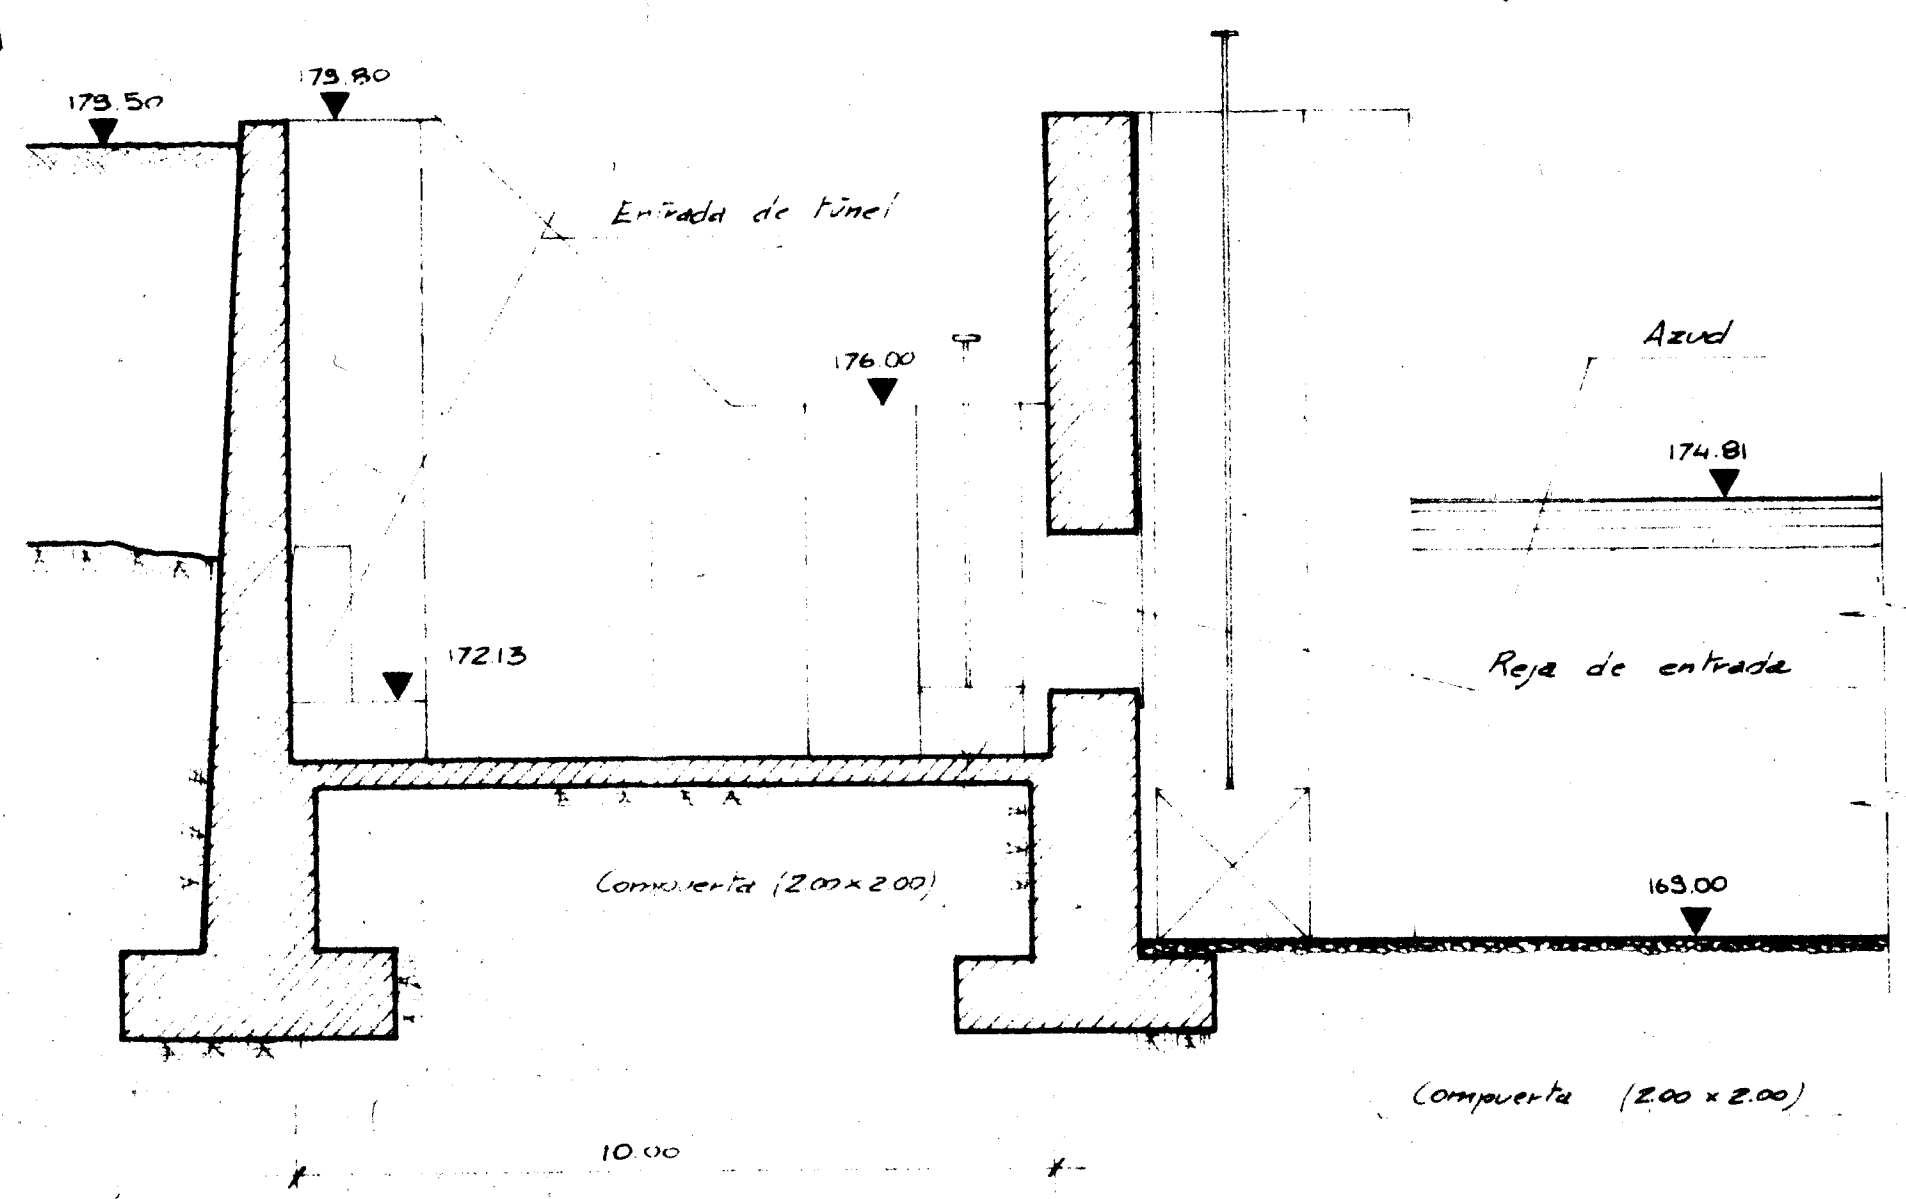 179.80
179.50
Entrada de túnel
Azud
176.00
174.81
172.13
Reja de entrada
169.00
Compuerta (2.00 x 2.00)
Compuerta (2.00 x 2.00)
10.00